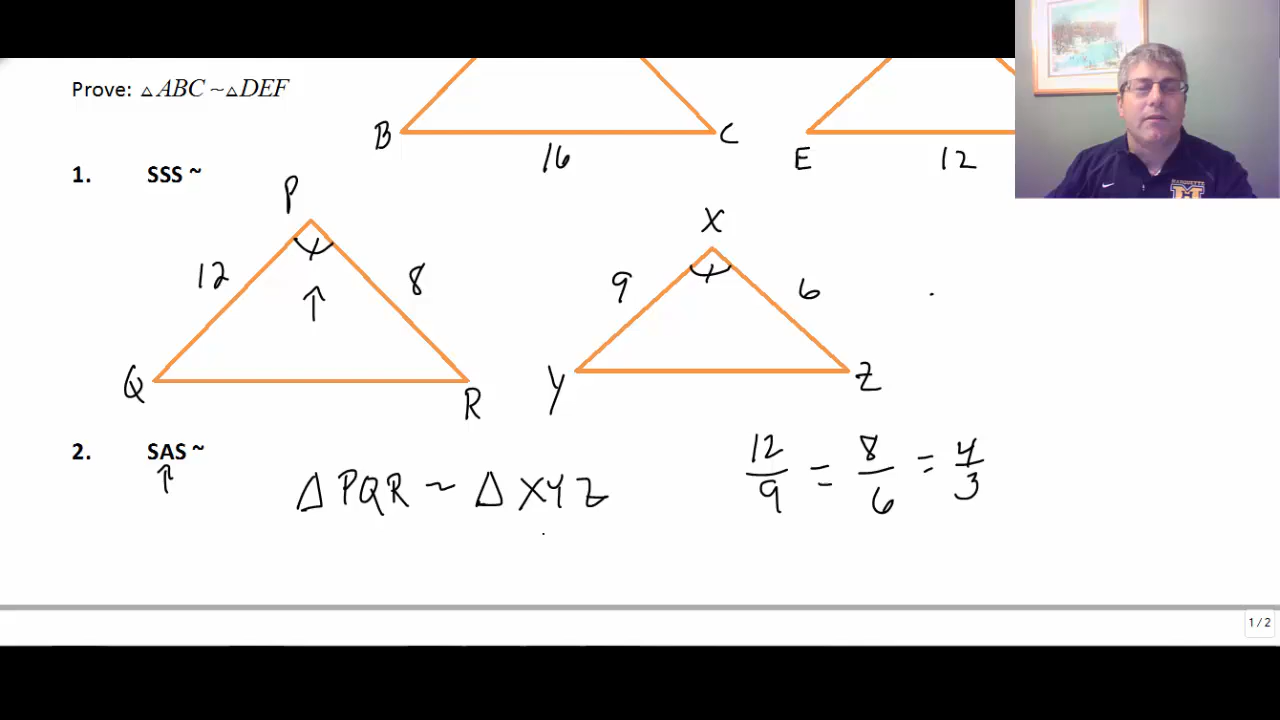 Prove: △ABC ~ △DEF
B
C
E
16
12
1. SSS ~
P
X
12
8
9
6
Q
R
Y
Z
2. SAS ~
△PQR ~ △XYZ
12/9 = 8/6 = 4/3
1 / 2